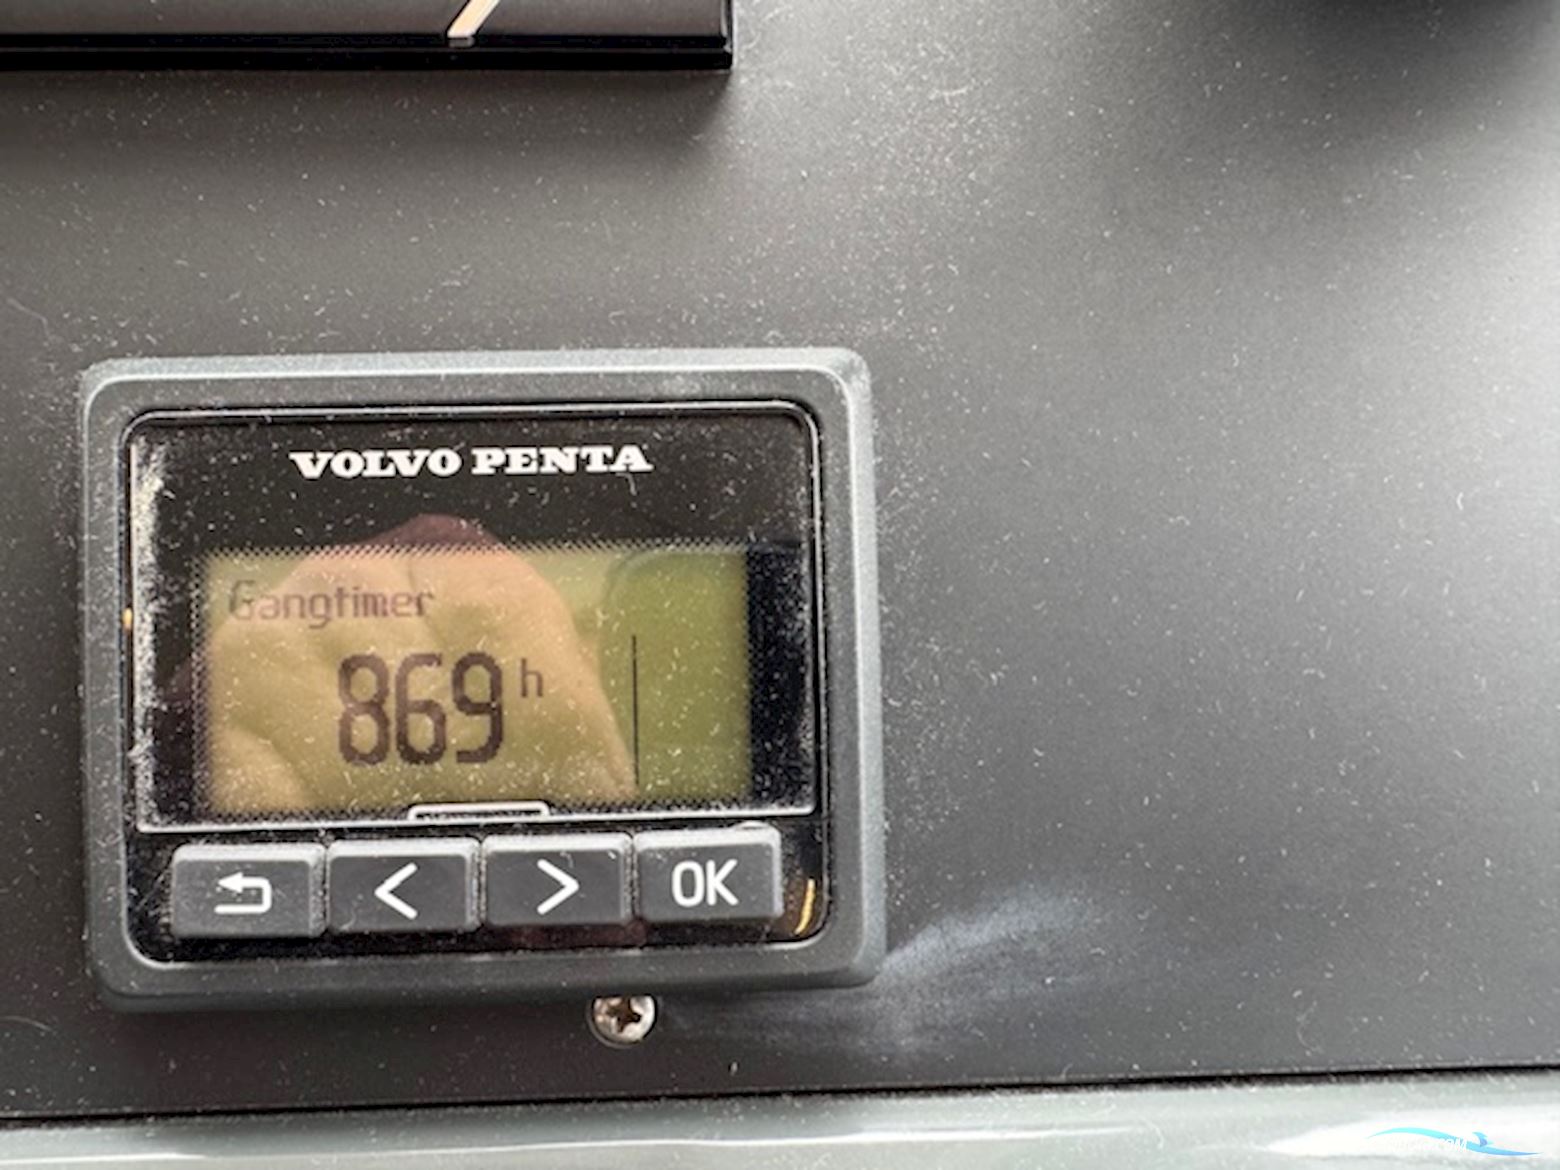 VOLVO PENTA
Gangtimer
869 h
OK